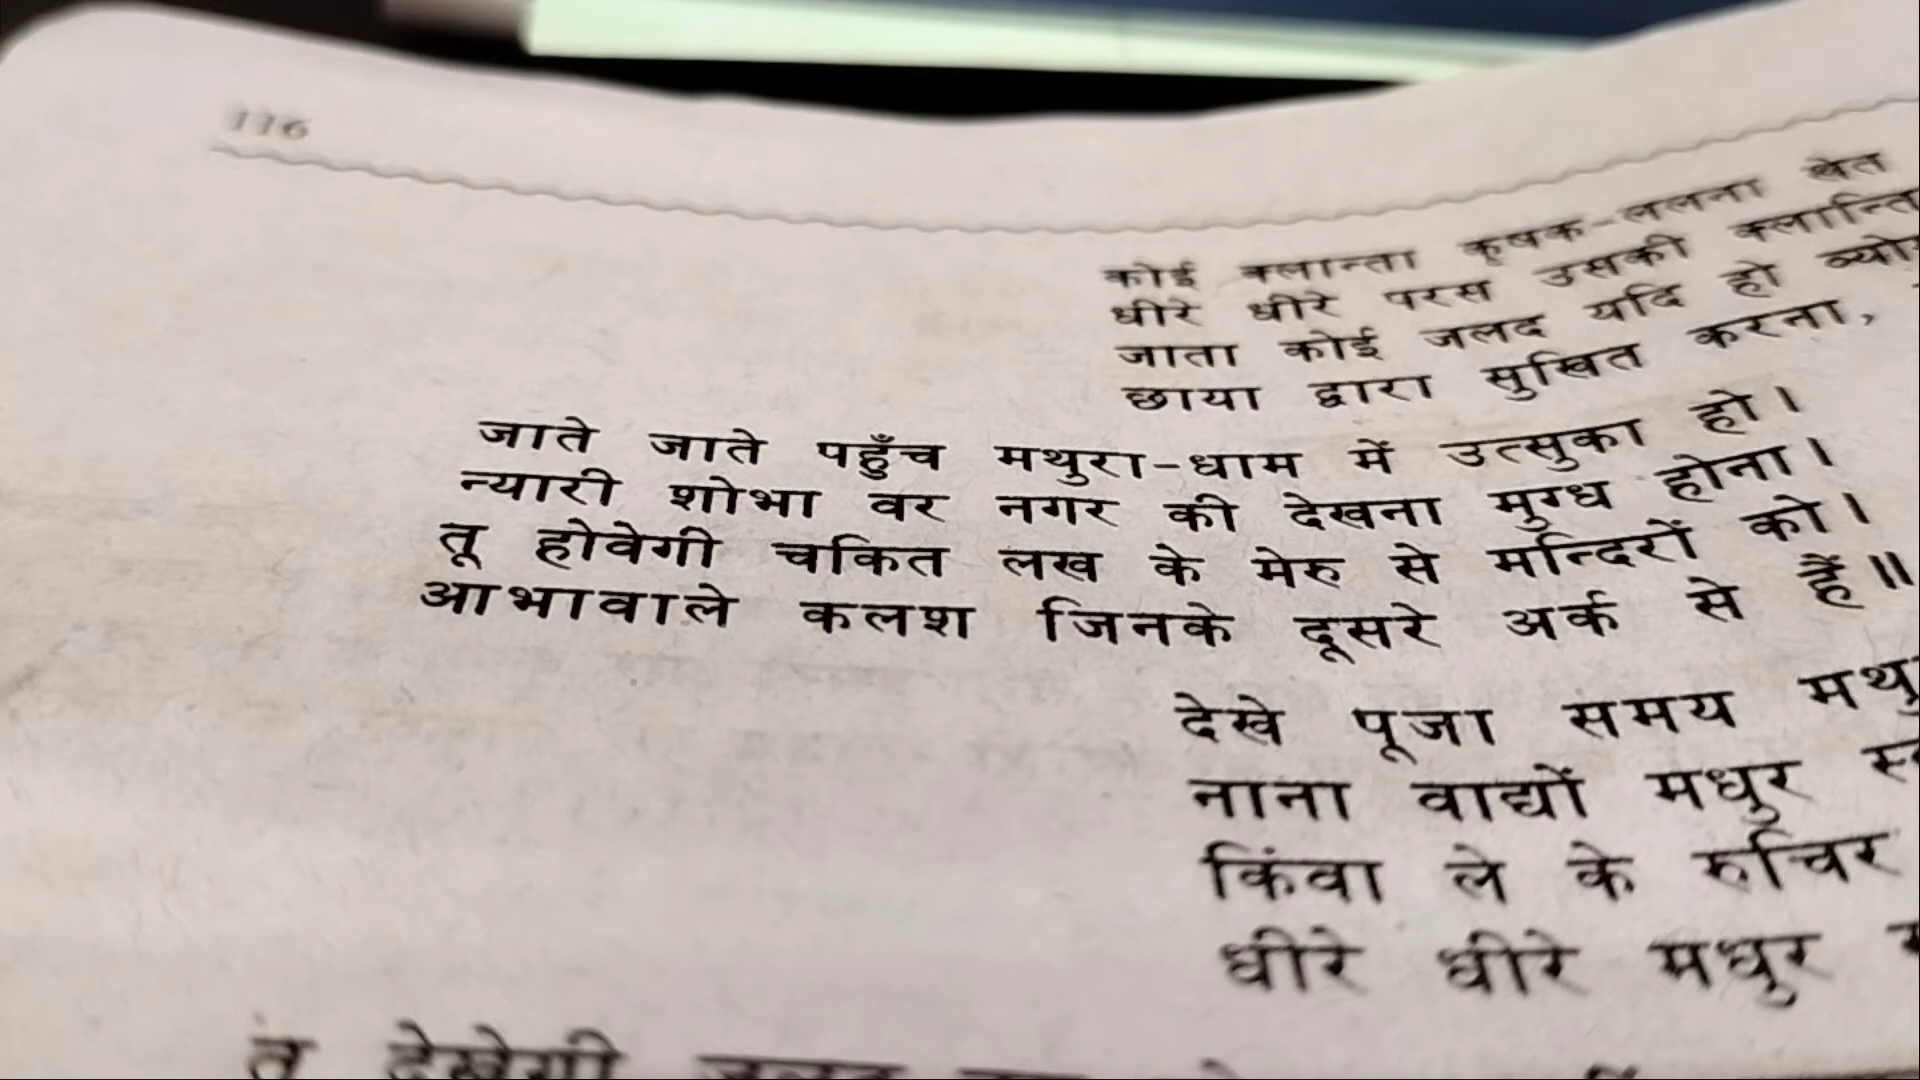 116
कोई क्लान्ता कृषक-ललना खेत
धीरे धीरे परस उसकी क्लान्ति
जाता कोई जलद यदि हो
छाया द्वारा सुखित करना,
जाते जाते पहुँच मथुरा-धाम में उत्सुका हो।
न्यारी शोभा वर नगर की देखना मुग्ध होना।
तू होवेगी चकित लख के मेरु से मन्दिरों को।
आभावाले कलश जिनके दूसरे अर्क से हैं॥
देखे पूजा समय
नाना वाद्यों मधुर
किंवा ले के रुचिर
धीरे धीरे मधुर